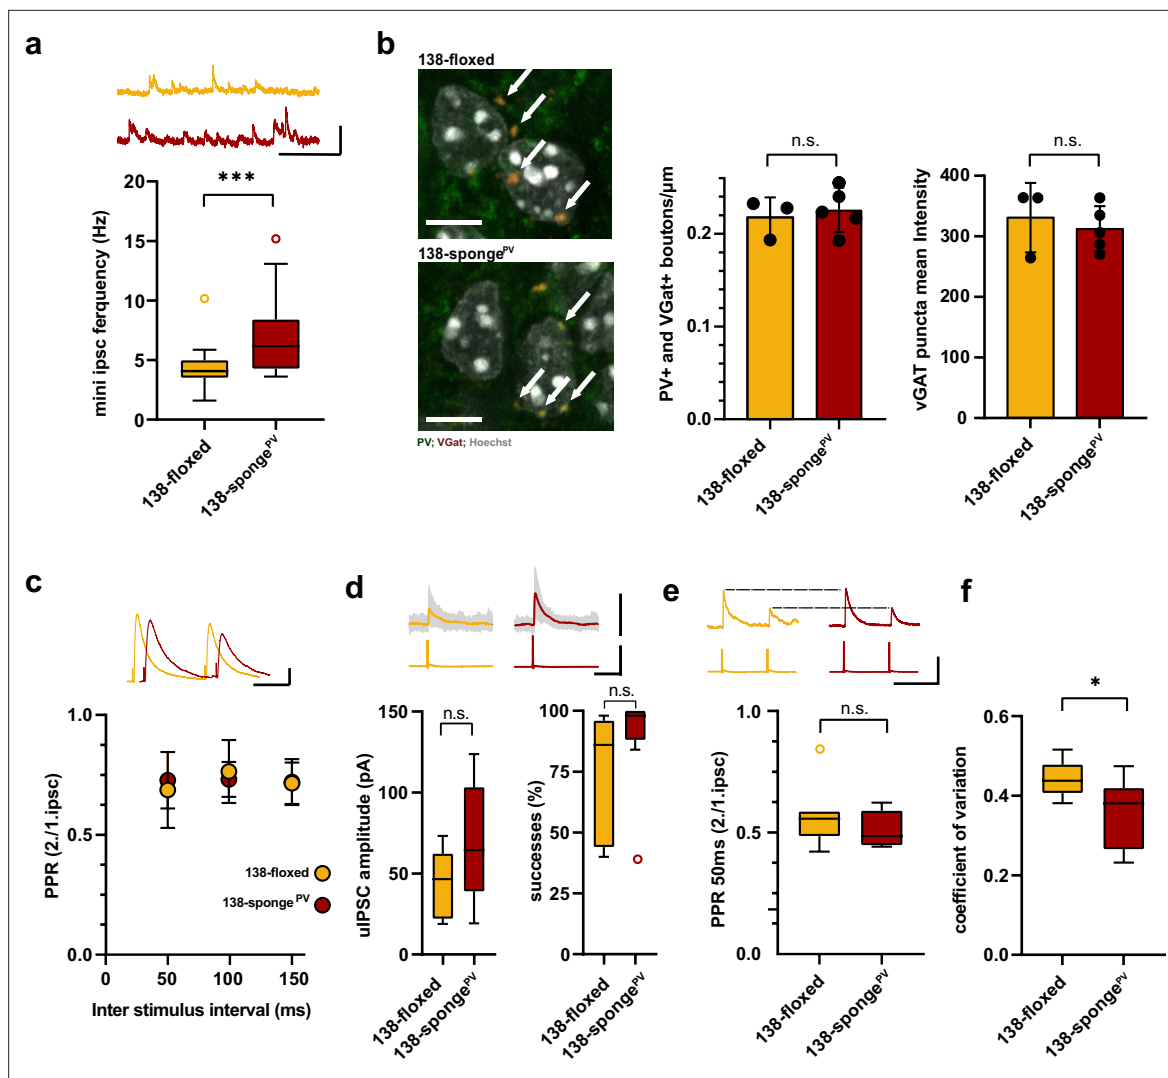 a
***
mini ipsc ferquency (Hz)
20
15
10
5
0
138-floxed
138-sponge^PV
b
138-floxed
138-sponge^PV
PV; VGat; Hoechst
n.s.
PV+ and VGat+ boutons/µm
0.2
0.1
0.0
138-floxed
138-sponge^PV
n.s.
vGAT puncta mean Intensity
400
300
200
100
0
138-floxed
138-sponge^PV
c
PPR (2./1.ipsc)
1.0
0.5
0.0
0
50
100
150
Inter stimulus interval (ms)
138-floxed
138-sponge^PV
d
n.s.
uIPSC amplitude (pA)
150
100
50
0
138-floxed
138-sponge^PV
n.s.
successes (%)
100
75
50
25
0
138-floxed
138-sponge^PV
e
n.s.
PPR 50ms (2./1.ipsc)
1.0
0.5
0.0
138-floxed
138-sponge^PV
f
*
coefficient of variation
0.6
0.4
0.2
0.0
138-floxed
138-sponge^PV